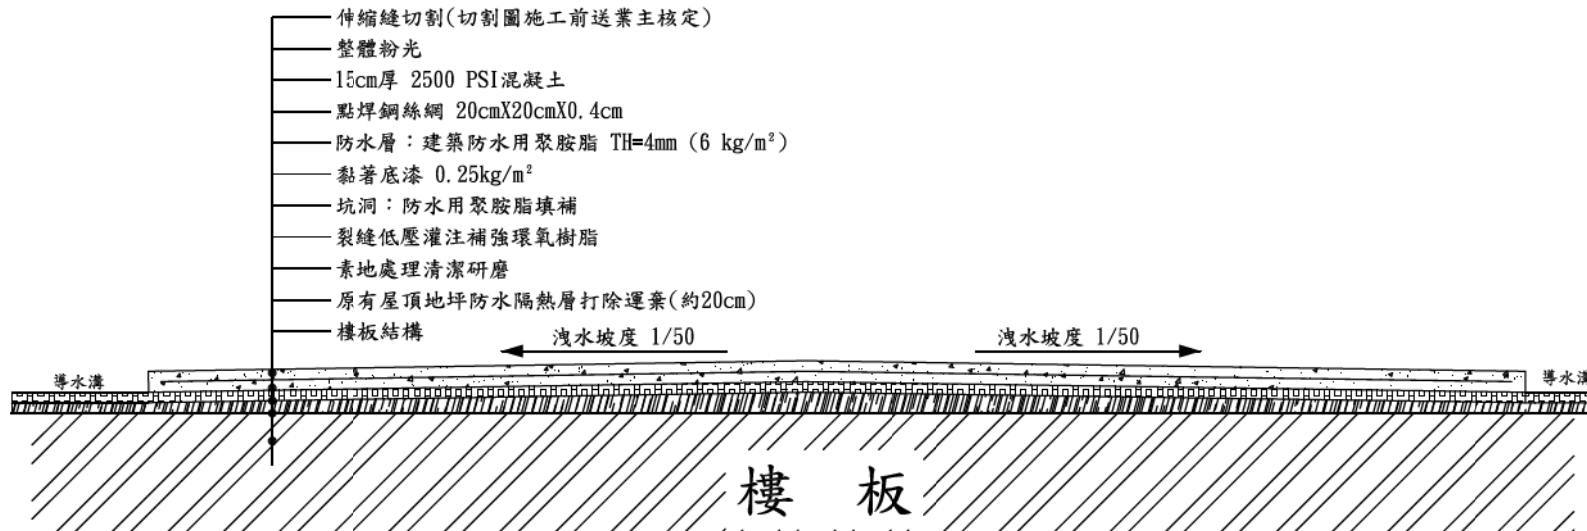 伸縮縫切割(切割圖施工前送業主核定)
整體粉光
15cm厚 2500 PSI混凝土
點焊鋼絲網 20cmX20cmX0.4cm
防水層：建築防水用聚胺脂 TH=4mm (6 kg/m²)
黏著底漆 0.25kg/m²
坑洞：防水用聚胺脂填補
裂縫低壓灌注補強環氧樹脂
素地處理清潔研磨
原有屋頂地坪防水隔熱層打除運棄(約20cm)
樓板結構
洩水坡度 1/50
洩水坡度 1/50
導水溝
導水溝
樓 板